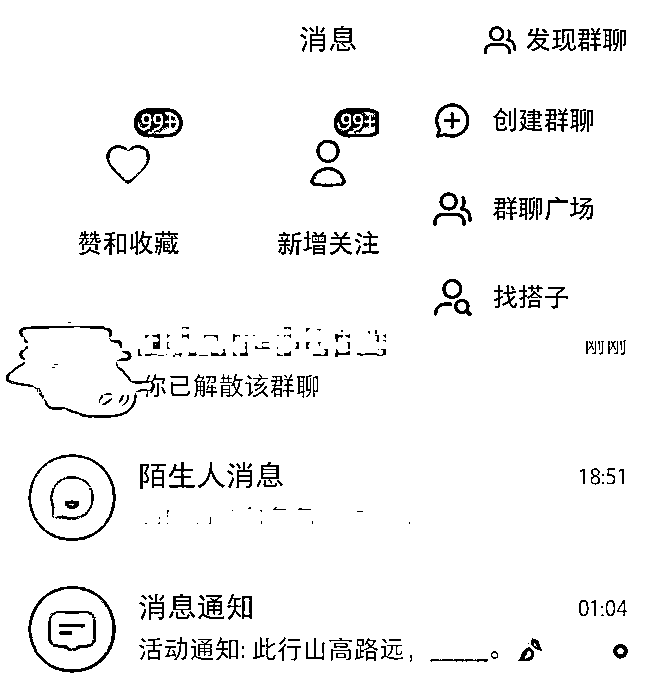 消息
发现群聊
99+
99+
创建群聊
群聊广场
赞和收藏
新增关注
找搭子
刚刚
你已解散该群聊
陌生人消息
18:51
消息通知
01:04
活动通知: 此行山高路远，____。